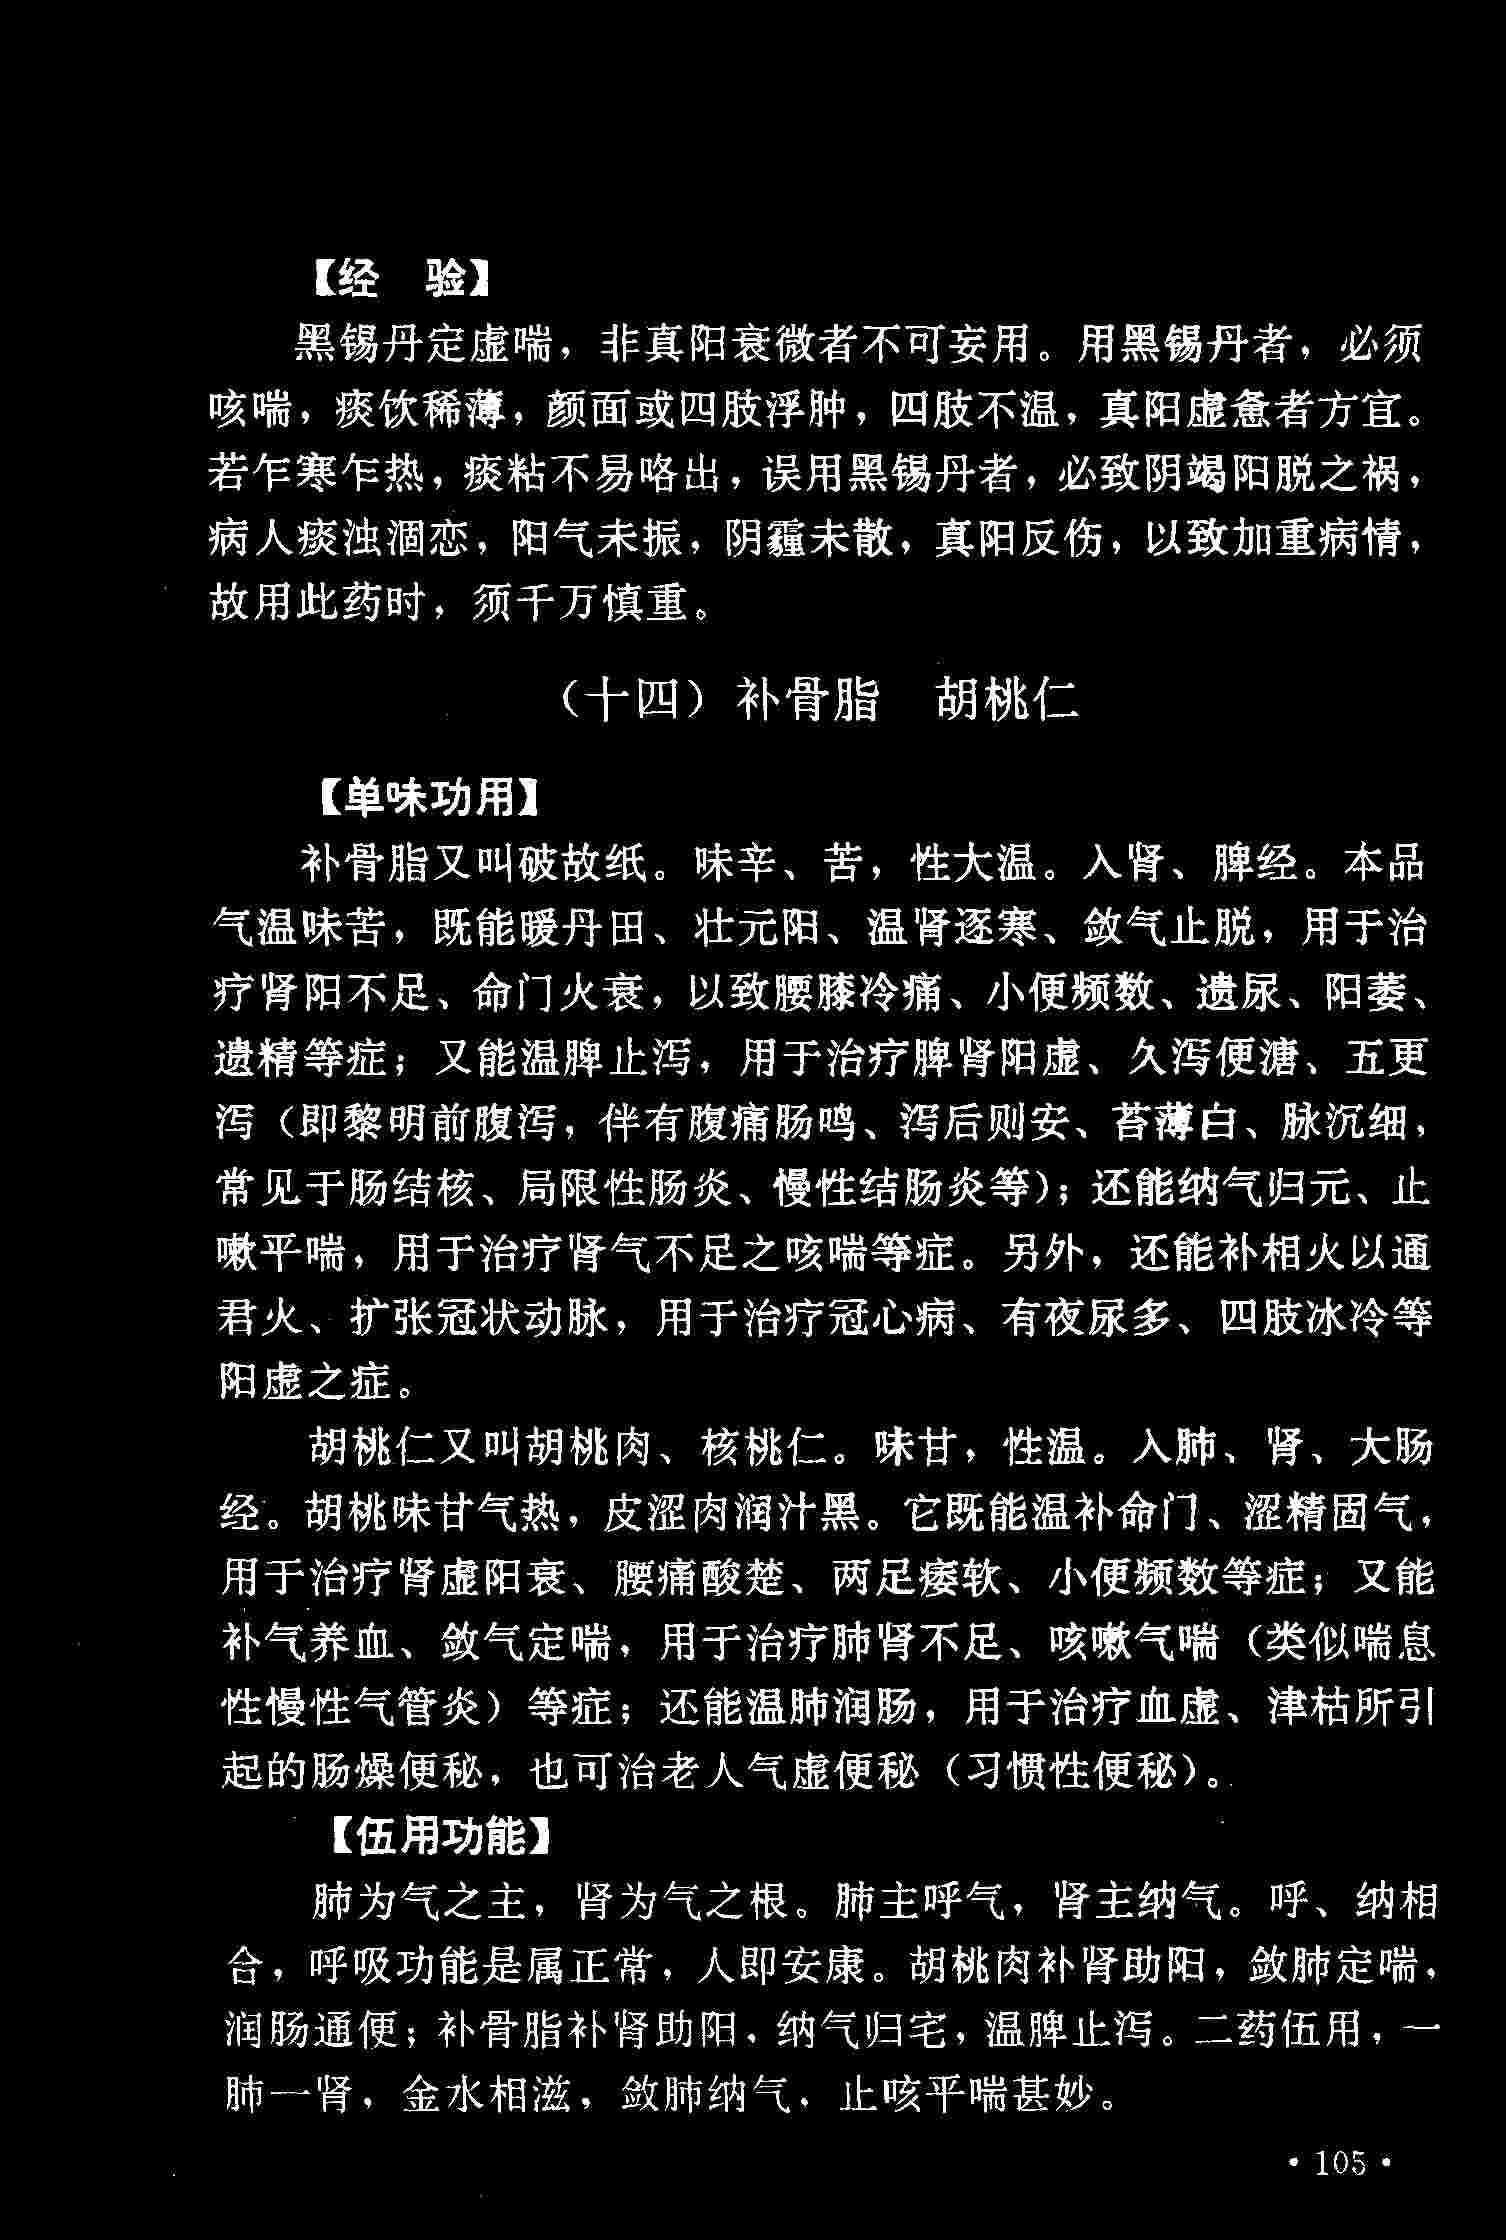 【经　验】
黑锡丹定虚喘，非真阳衰微者不可妄用。用黑锡丹者，必须
咳喘，痰饮稀薄，颜面或四肢浮肿，四肢不温，真阳虚惫者方宜。
若乍寒乍热，痰粘不易咯出，误用黑锡丹者，必致阴竭阳脱之祸，
病人痰浊涸恋，阳气未振，阴霾未散，真阳反伤，以致加重病情，
故用此药时，须千万慎重。
（十四）补骨脂　胡桃仁
【单味功用】
补骨脂又叫破故纸。味辛、苦，性大温。入肾、脾经。本品
气温味苦，既能暖丹田、壮元阳、温肾逐寒、敛气止脱，用于治
疗肾阳不足、命门火衰，以致腰膝冷痛、小便频数、遗尿、阳萎、
遗精等症；又能温脾止泻，用于治疗脾肾阳虚、久泻便溏、五更
泻（即黎明前腹泻，伴有腹痛肠鸣、泻后则安、苔薄白、脉沉细，
常见于肠结核、局限性肠炎、慢性结肠炎等）；还能纳气归元、止
嗽平喘，用于治疗肾气不足之咳喘等症。另外，还能补相火以通
君火、扩张冠状动脉，用于治疗冠心病、有夜尿多、四肢冰冷等
阳虚之症。
胡桃仁又叫胡桃肉、核桃仁。味甘，性温。入肺、肾、大肠
经。胡桃味甘气热，皮涩肉润汁黑。它既能温补命门、涩精固气，
用于治疗肾虚阳衰、腰痛酸楚、两足痿软、小便频数等症；又能
补气养血、敛气定喘，用于治疗肺肾不足、咳嗽气喘（类似喘息
性慢性气管炎）等症；还能温肺润肠，用于治疗血虚、津枯所引
起的肠燥便秘，也可治老人气虚便秘（习惯性便秘）。
【伍用功能】
肺为气之主，肾为气之根。肺主呼气，肾主纳气。呼、纳相
合，呼吸功能是属正常，人即安康。胡桃肉补肾助阳，敛肺定喘，
润肠通便；补骨脂补肾助阳，纳气归宅，温脾止泻。二药伍用，一
肺一肾，金水相滋，敛肺纳气，止咳平喘甚妙。
·105·